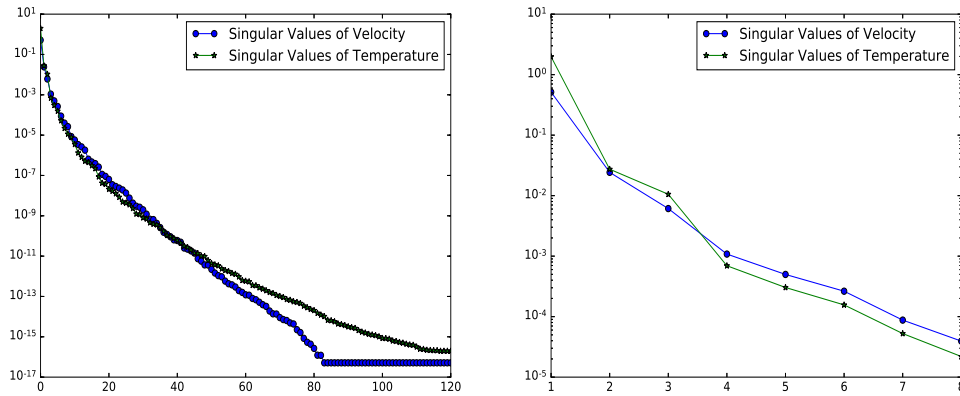 10^1
10^-1
10^-3
10^-5
10^-7
10^-9
10^-11
10^-13
10^-15
10^-17
0 20 40 60 80 100 120
Singular Values of Velocity
Singular Values of Temperature
10^1
10^0
10^-1
10^-2
10^-3
10^-4
10^-5
1 2 3 4 5 6 7 8
Singular Values of Velocity
Singular Values of Temperature